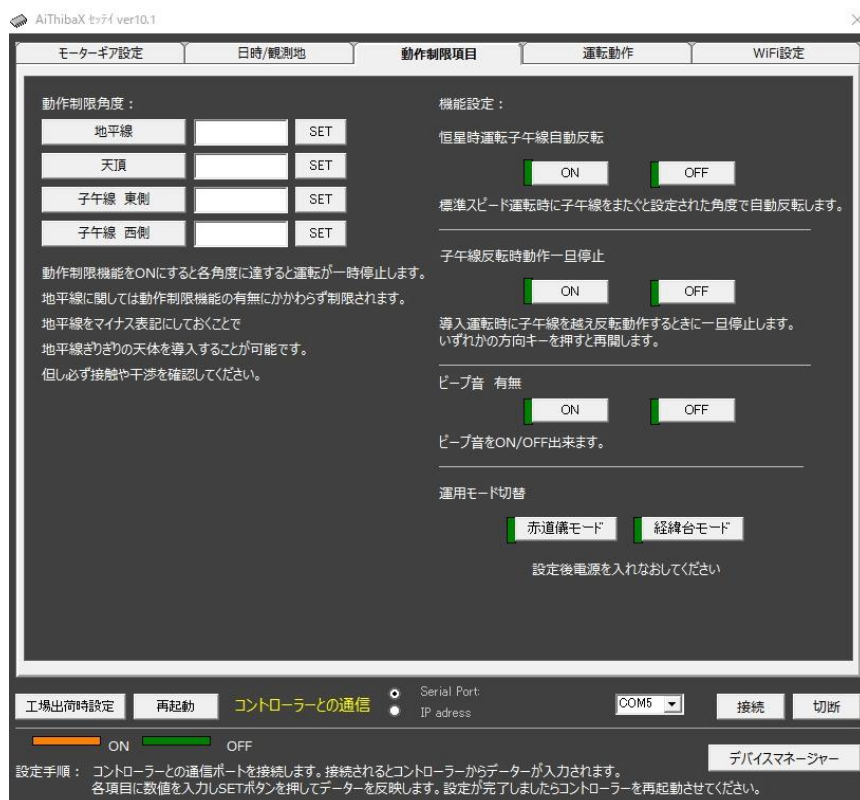 AiThibaX セッテイ ver10.1
モーターギア設定
日時/観測地
動作制限項目
運転動作
WiFi設定
動作制限角度：
地平線
SET
天頂
SET
子午線 東側
SET
子午線 西側
SET
動作制限機能をONにすると各角度に達すると運転が一時停止します。
地平線に関しては動作制限機能の有無にかかわらず制限されます。
地平線をマイナス表記にしておくことで
地平線ぎりぎりの天体を導入することが可能です。
但し必ず接触や干渉を確認してください。
機能設定：
恒星時運転子午線自動反転
ON
OFF
標準スピード運転時に子午線をまたぐと設定された角度で自動反転します。
子午線反転時動作一旦停止
ON
OFF
導入運転時に子午線を越え反転動作するときに一旦停止します。
いずれかの方向キーを押すと再開します。
ビープ音 有無
ON
OFF
ビープ音をON/OFF出来ます。
運用モード切替
赤道儀モード
経緯台モード
設定後電源を入れなおしてください
工場出荷時設定
再起動
コントローラーとの通信
Serial Port:
IP adress
COM5
接続
切断
ON
OFF
デバイスマネージャー
設定手順： コントローラーとの通信ポートを接続します。接続されるとコントローラーからデーターが入力されます。
各項目に数値を入力しSETボタンを押してデーターを反映します。設定が完了しましたらコントローラーを再起動させてください。